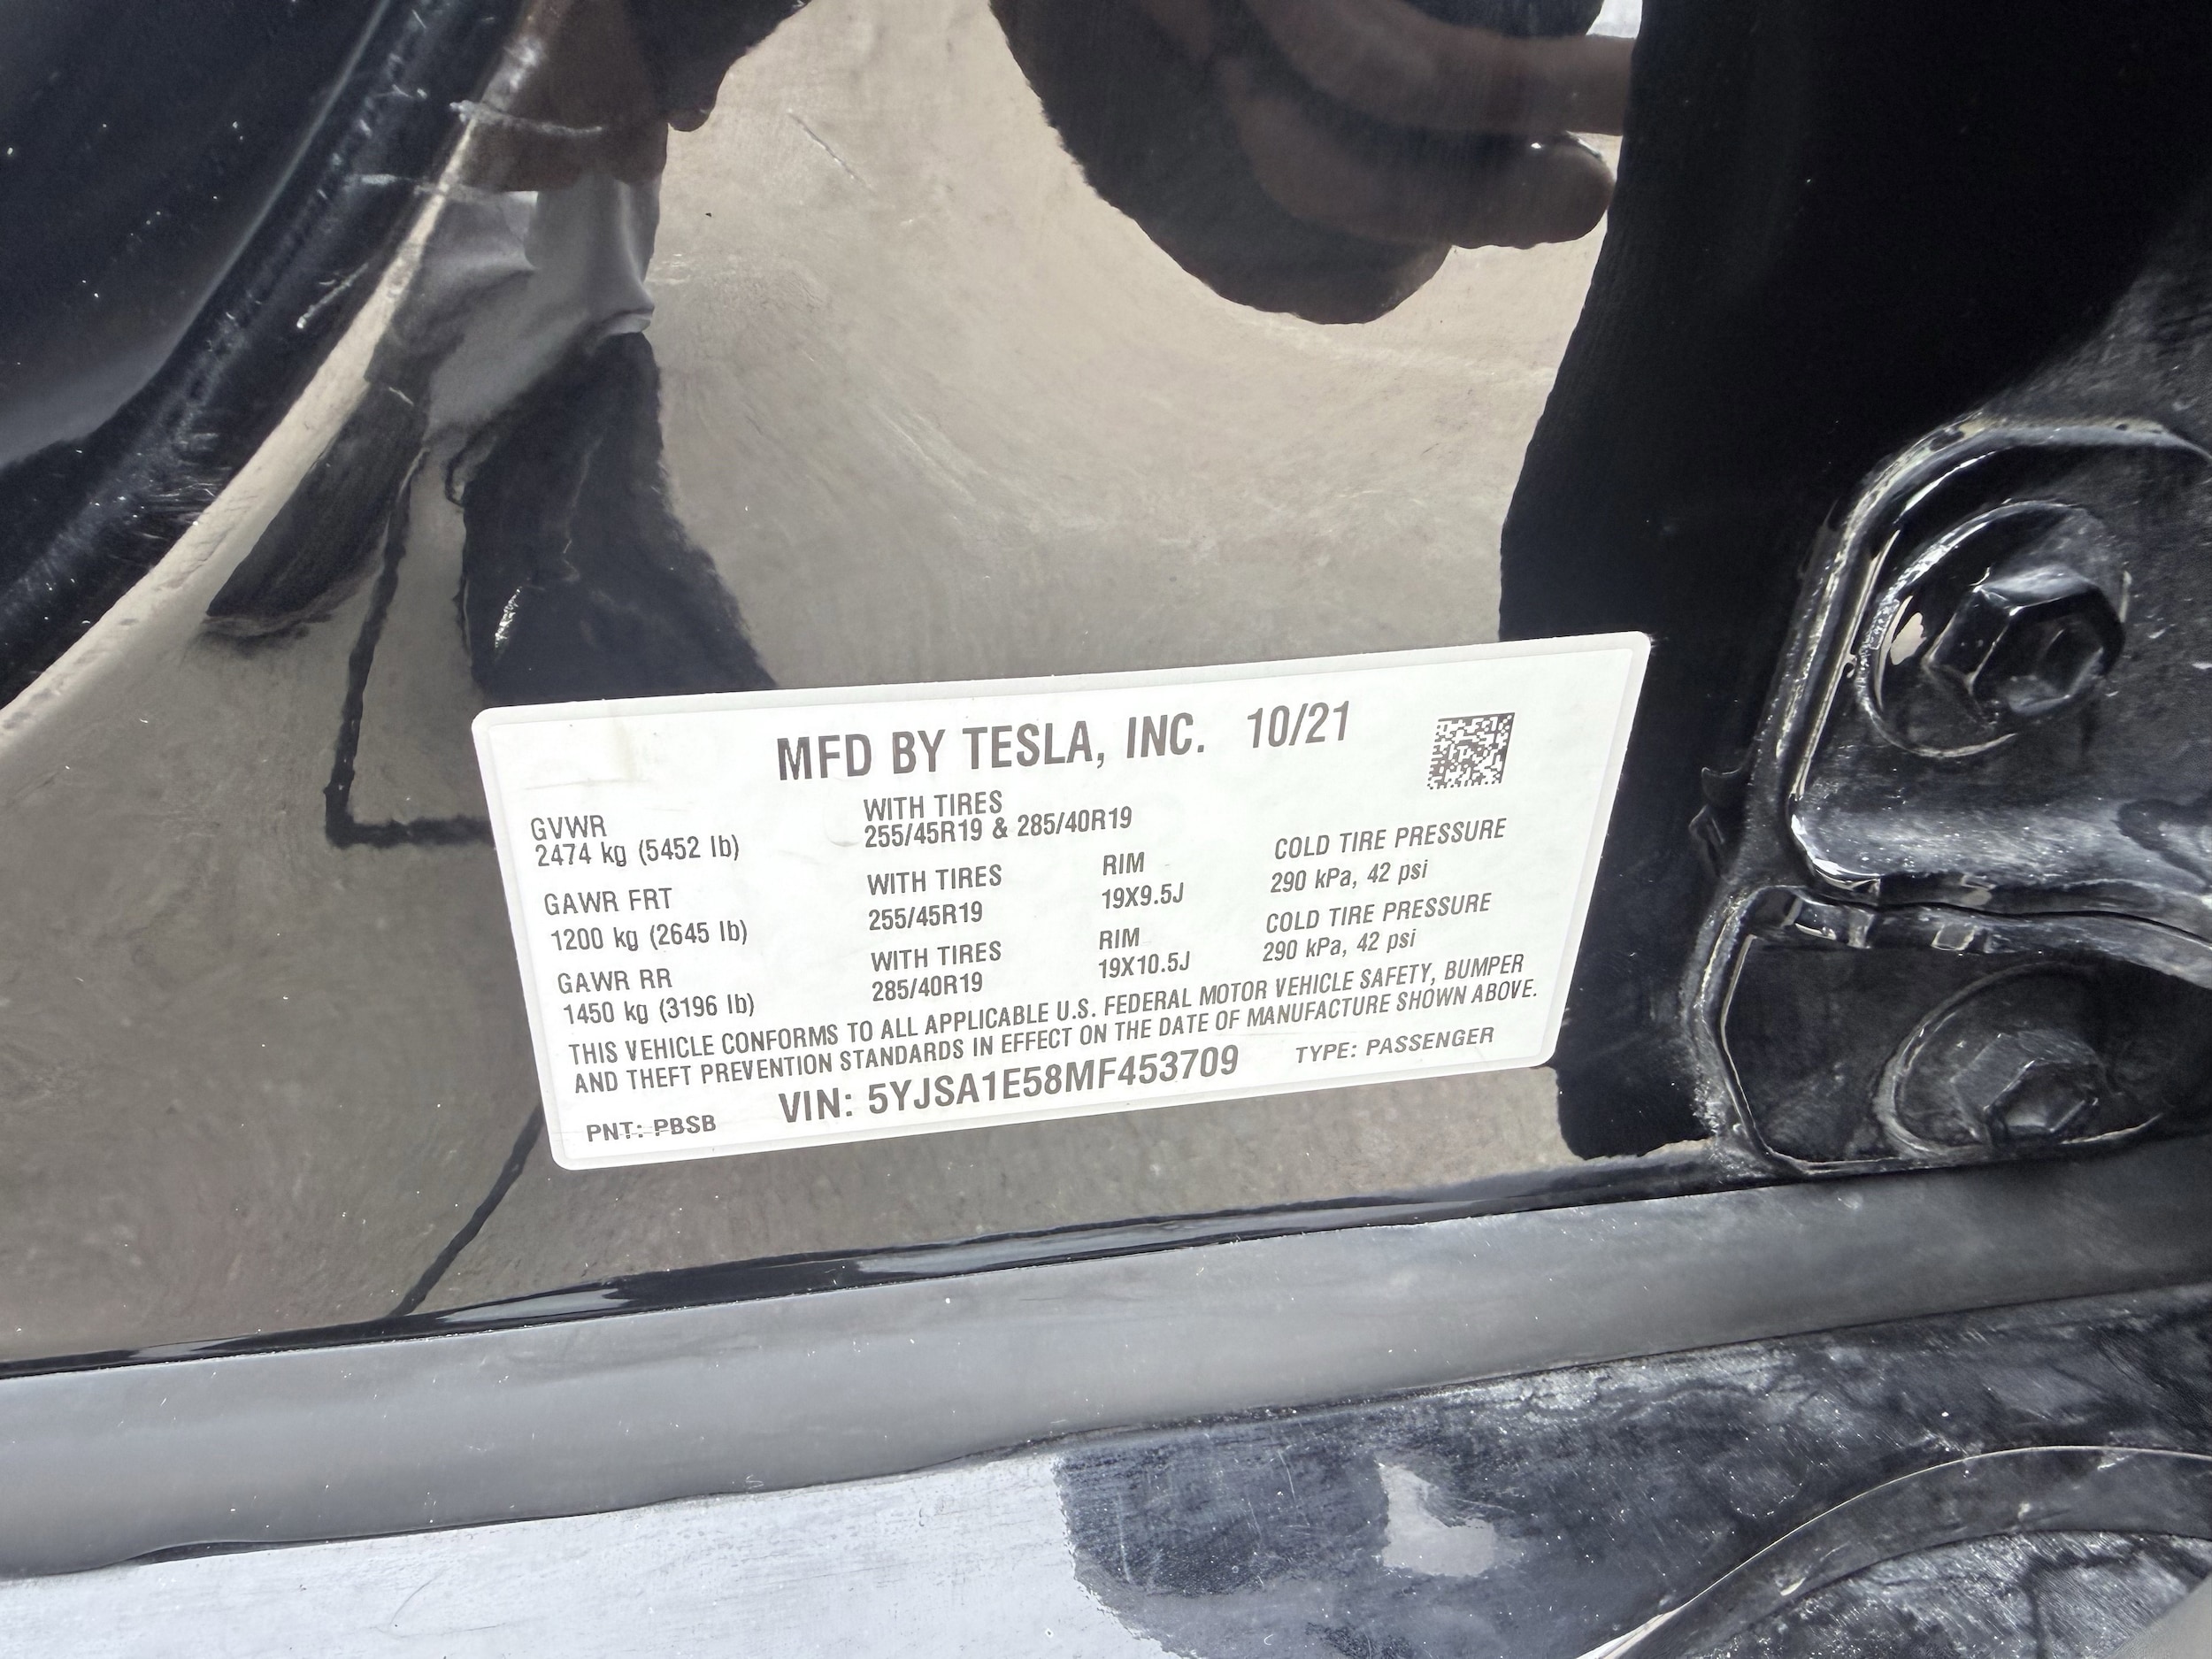 MFD BY TESLA, INC. 10/21
GVWR
2474 kg (5452 lb)
WITH TIRES
255/45R19 & 285/40R19
GAWR FRT
1200 kg (2645 lb)
WITH TIRES
255/45R19
RIM
19X9.5J
COLD TIRE PRESSURE
290 kPa, 42 psi
GAWR RR
1450 kg (3196 lb)
WITH TIRES
285/40R19
RIM
19X10.5J
COLD TIRE PRESSURE
290 kPa, 42 psi
THIS VEHICLE CONFORMS TO ALL APPLICABLE U.S. FEDERAL MOTOR VEHICLE SAFETY, BUMPER
AND THEFT PREVENTION STANDARDS IN EFFECT ON THE DATE OF MANUFACTURE SHOWN ABOVE.
PNT: PBSB VIN: 5YJSA1E58MF453709 TYPE: PASSENGER